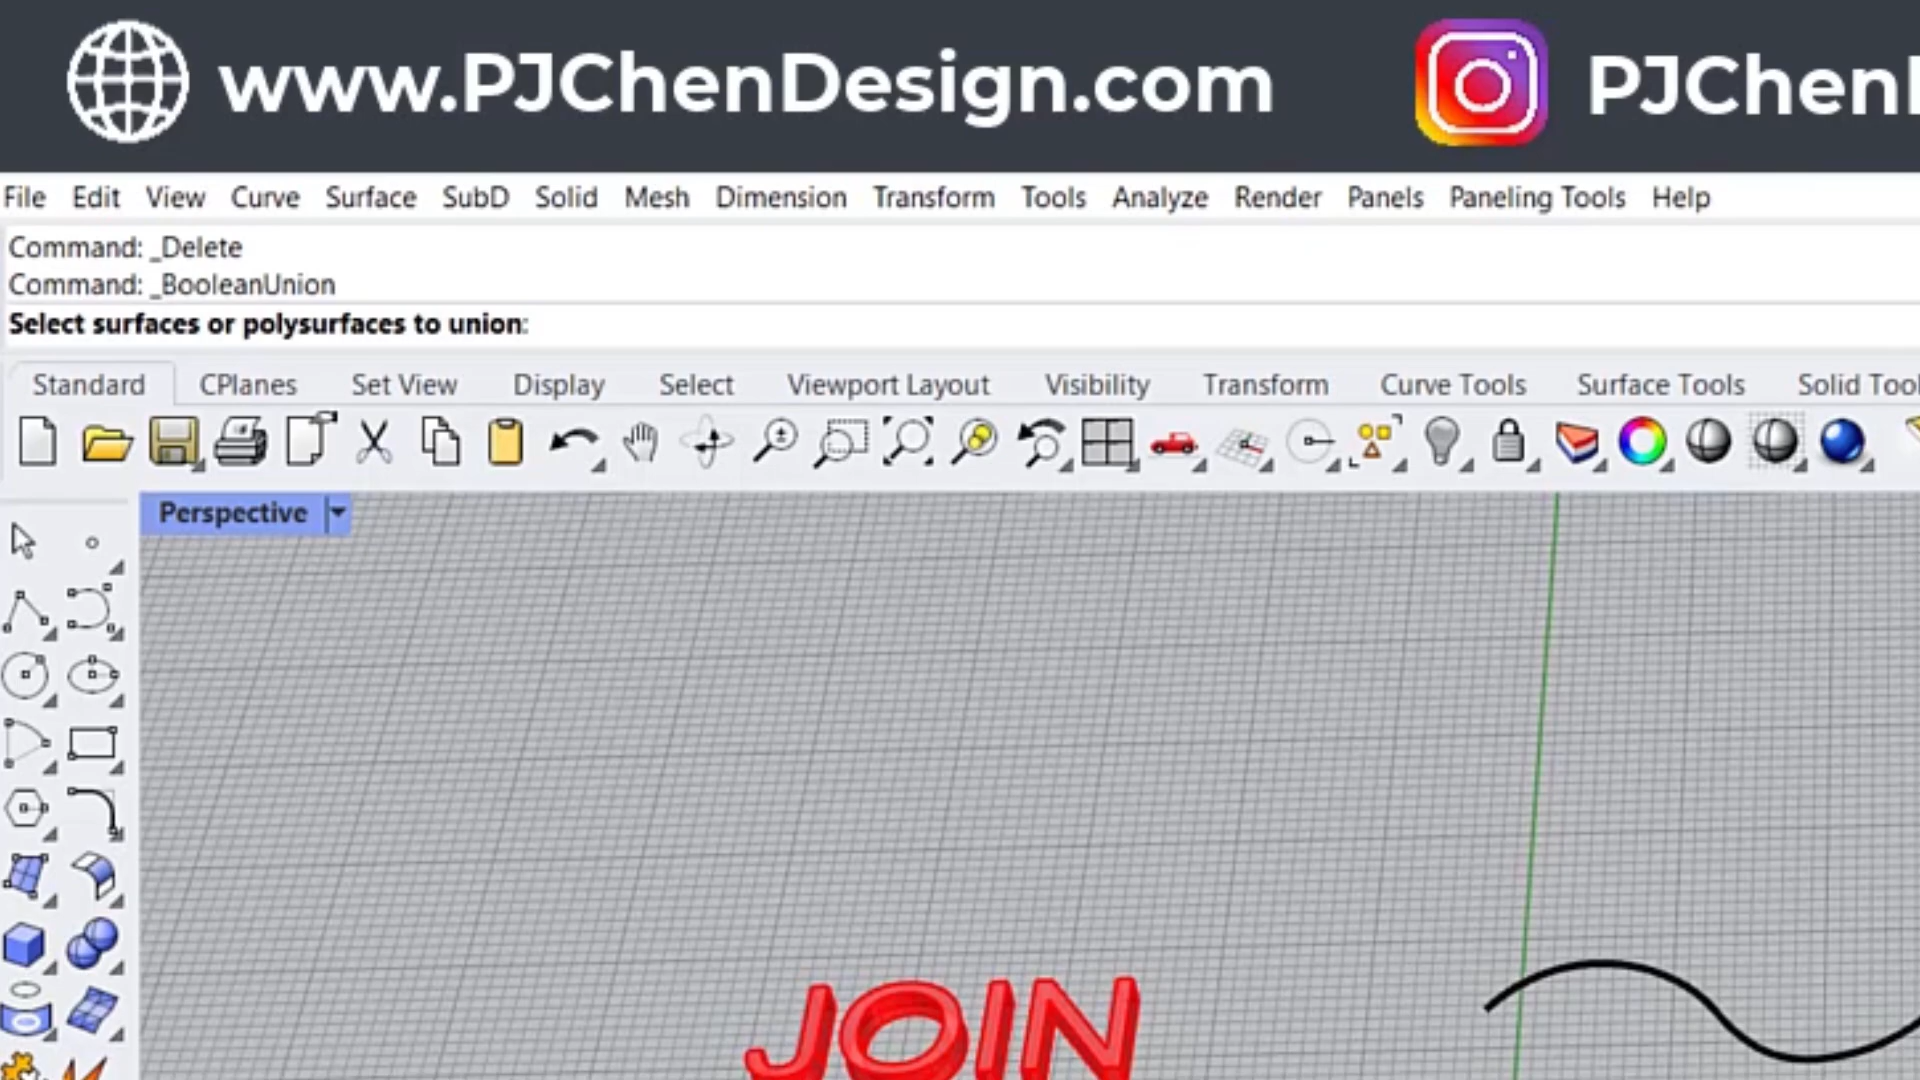 www.PJChenDesign.com PJChen
File Edit View Curve Surface SubD Solid Mesh Dimension Transform Tools Analyze Render Panels Paneling Tools Help
Command: _Delete
Command: _BooleanUnion
Select surfaces or polysurfaces to union:
Standard CPlanes Set View Display Select Viewport Layout Visibility Transform Curve Tools Surface Tools Solid Tool
Perspective
JOIN